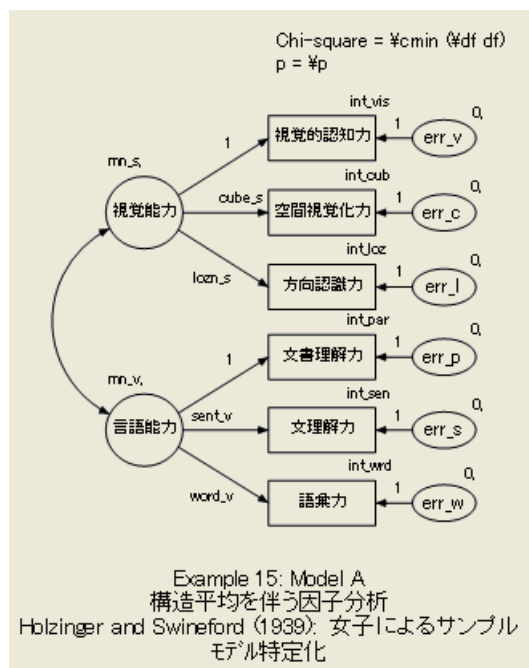 Chi-square = ¥cmin (¥df df)
p = ¥p
int_vis
視覚的認知力
1
err_v
0,
mn_s,
1
視覚能力
cube_s
int_cub
空間視覚化力
1
err_c
0,
lozn_s
int_loz
方向認識力
1
err_l
0,
int_par
文書理解力
1
err_p
0,
mn_v,
1
言語能力
sent_v
int_sen
文理解力
1
err_s
0,
word_v
int_wrd
語彙力
1
err_w
0,
Example 15: Model A
構造平均を伴う因子分析
Holzinger and Swineford (1939): 女子によるサンプル
モデル特定化